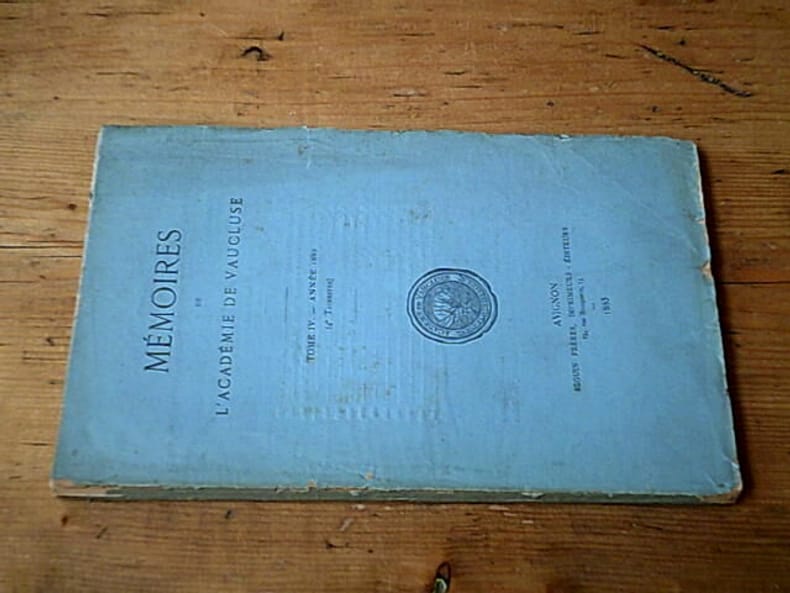 MÉMOIRES
DE
L'ACADÉMIE DE VAUCLUSE
TOME IV — ANNÉE
AVIGNON
SEGUIN FRÈRES, IMPRIMEURS-ÉDITEURS